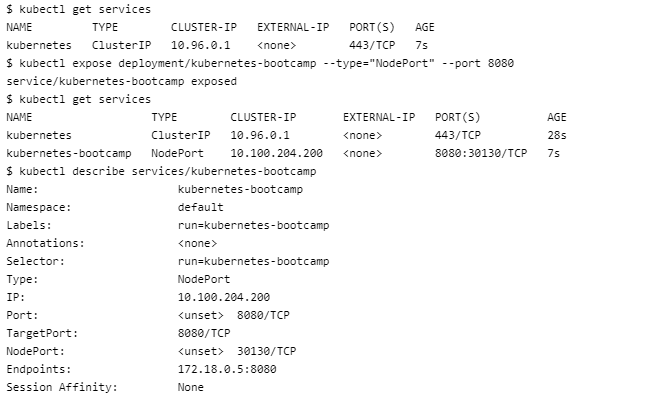 $ kubectl get services
NAME         TYPE        CLUSTER-IP   EXTERNAL-IP   PORT(S)   AGE
kubernetes   ClusterIP   10.96.0.1    <none>        443/TCP   7s
$ kubectl expose deployment/kubernetes-bootcamp --type="NodePort" --port 8080
service/kubernetes-bootcamp exposed
$ kubectl get services
NAME                  TYPE        CLUSTER-IP       EXTERNAL-IP   PORT(S)          AGE
kubernetes            ClusterIP   10.96.0.1        <none>        443/TCP          28s
kubernetes-bootcamp   NodePort    10.100.204.200   <none>        8080:30130/TCP   7s
$ kubectl describe services/kubernetes-bootcamp
Name:                     kubernetes-bootcamp
Namespace:                default
Labels:                   run=kubernetes-bootcamp
Annotations:              <none>
Selector:                 run=kubernetes-bootcamp
Type:                     NodePort
IP:                       10.100.204.200
Port:                     <unset>  8080/TCP
TargetPort:               8080/TCP
NodePort:                 <unset>  30130/TCP
Endpoints:                172.18.0.5:8080
Session Affinity:         None